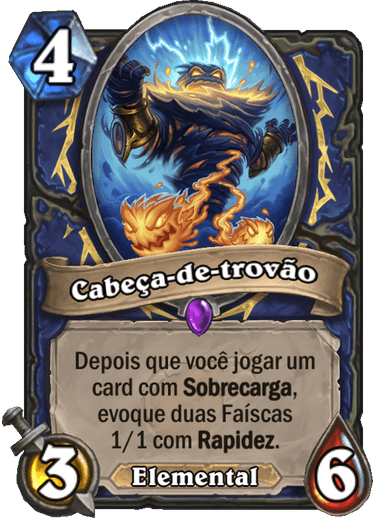 4
Cabeça-de-trovão
Depois que você jogar um
card com Sobrecarga,
evoque duas Faíscas
1/1 com Rapidez.
3
Elemental
6